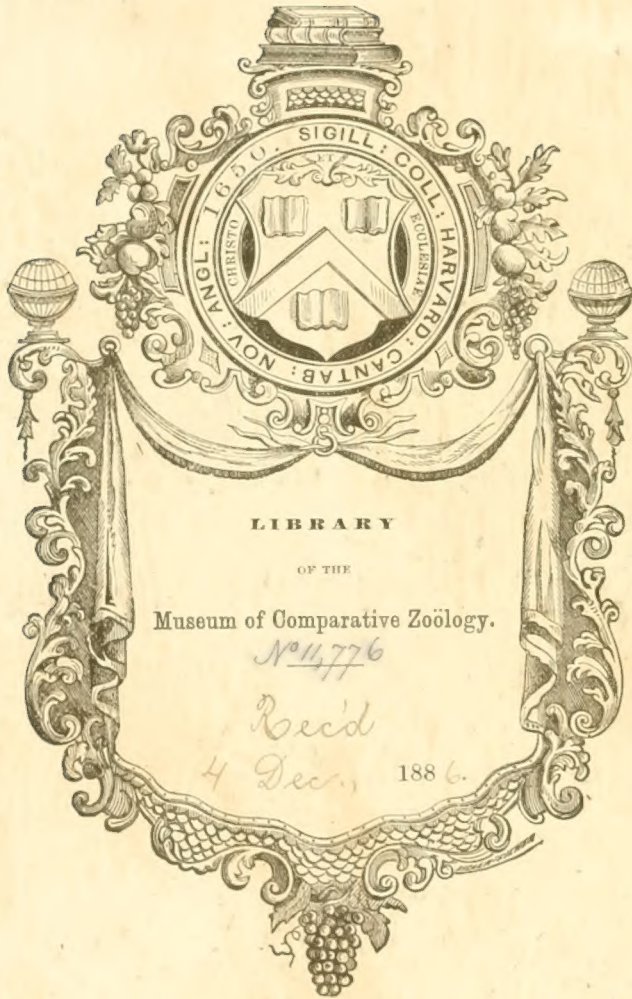 SIGILL: COLL: HARVARD: CANTAB: NOV: ANGL: 1650.
ET
CHRISTO
ECCLESIAE
LIBRARY
OF THE
Museum of Comparative Zoölogy.
No 11,776
Rec'd
4 Dec., 1886.